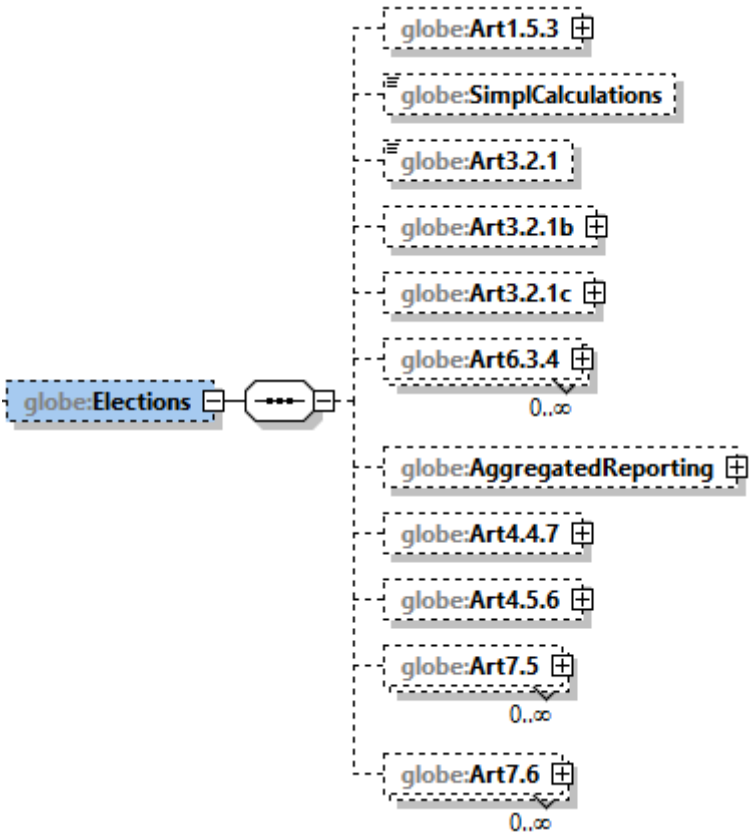 globe:Art1.5.3
globe:SimplCalculations
globe:Art3.2.1
globe:Art3.2.1b
globe:Art3.2.1c
globe:Art6.3.4
0..∞
globe:Elections
globe:AggregatedReporting
globe:Art4.4.7
globe:Art4.5.6
globe:Art7.5
0..∞
globe:Art7.6
0..∞